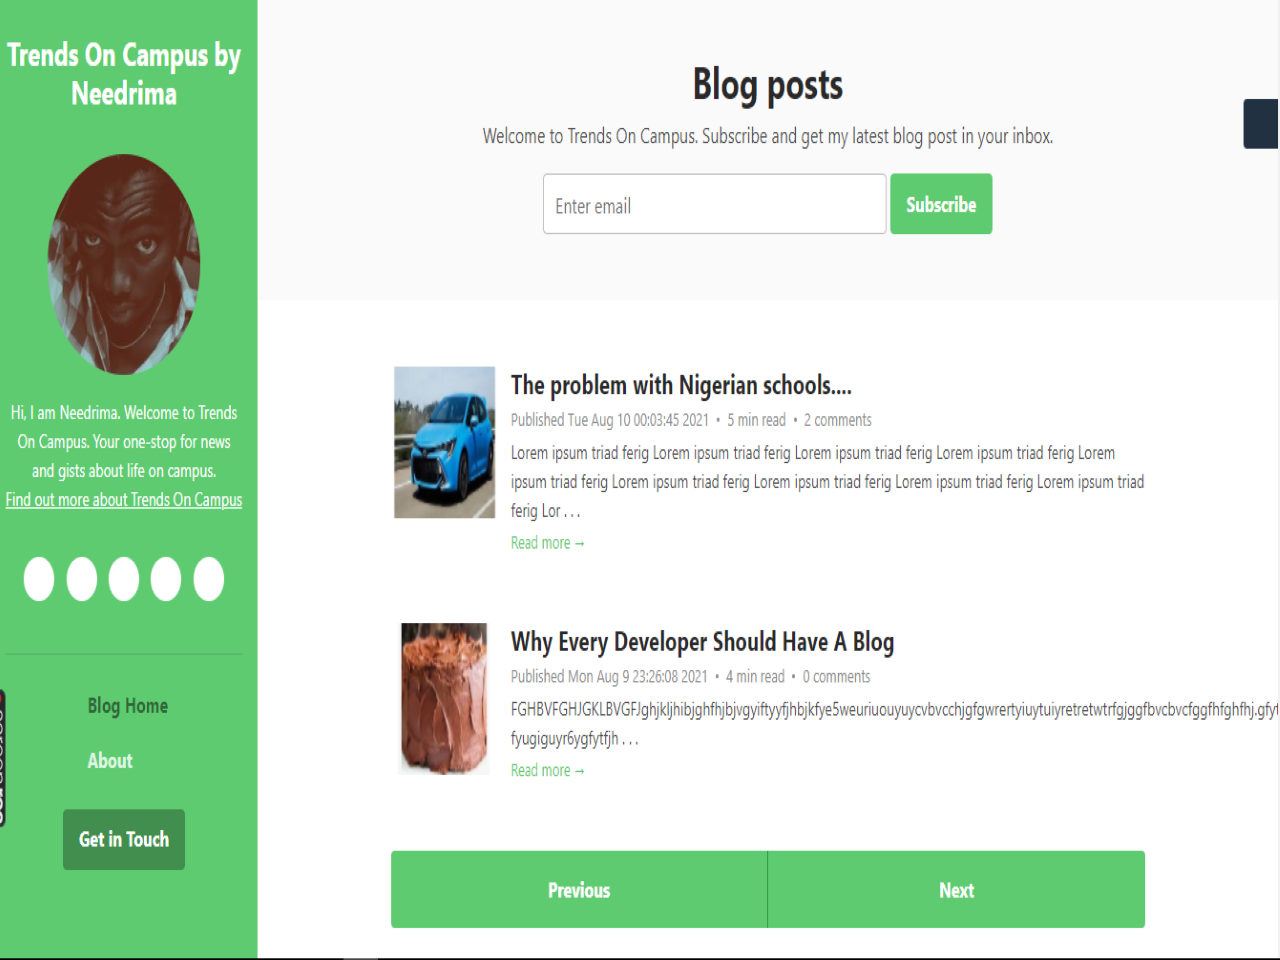 Trends On Campus by
Needrima
Hi, I am Needrima. Welcome to Trends
On Campus. Your one-stop for news
and gists about life on campus.
Find out more about Trends On Campus
Blog Home
About
Get in Touch
Blog posts
Welcome to Trends On Campus. Subscribe and get my latest blog post in your inbox.
Enter email
Subscribe
The problem with Nigerian schools....
Published Tue Aug 10 00:03:45 2021 • 5 min read • 2 comments
Lorem ipsum triad ferig Lorem ipsum triad ferig Lorem ipsum triad ferig Lorem ipsum triad ferig Lorem
ipsum triad ferig Lorem ipsum triad ferig Lorem ipsum triad ferig Lorem ipsum triad ferig Lorem ipsum triad
ferig Lor . . .
Read more →
Why Every Developer Should Have A Blog
Published Mon Aug 9 23:26:08 2021 • 4 min read • 0 comments
FGHBVFGHJGKLBVGFJghjkljhibjghfhjbjvgyiftyyfjhbjkfye5weuriuouyuycvbvcchjgfgwrertyiuytuiyretretwtrfgjggfbvcbvcfggfhfghfhj.gfyt
fyugiguyr6ygfytfjh . . .
Read more →
Previous
Next